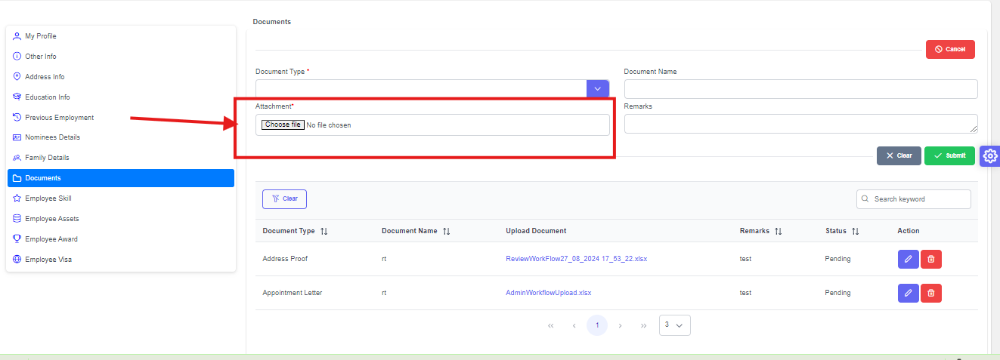 Documents
My Profile
Other Info
Address Info
Education Info
Previous Employment
Nominees Details
Family Details
Documents
Employee Skill
Employee Assets
Employee Award
Employee Visa
Cancel
Document Type *
Document Name
Attachment*
Remarks
Choose file No file chosen
Clear Submit
Clear
Search keyword
Document Type Document Name Upload Document Remarks Status Action
Address Proof rt ReviewWorkFlow27_08_2024 17_53_22.xlsx test Pending
Appointment Letter rt AdminWorkflowUpload.xlsx test Pending
« ‹ 1 › » 3